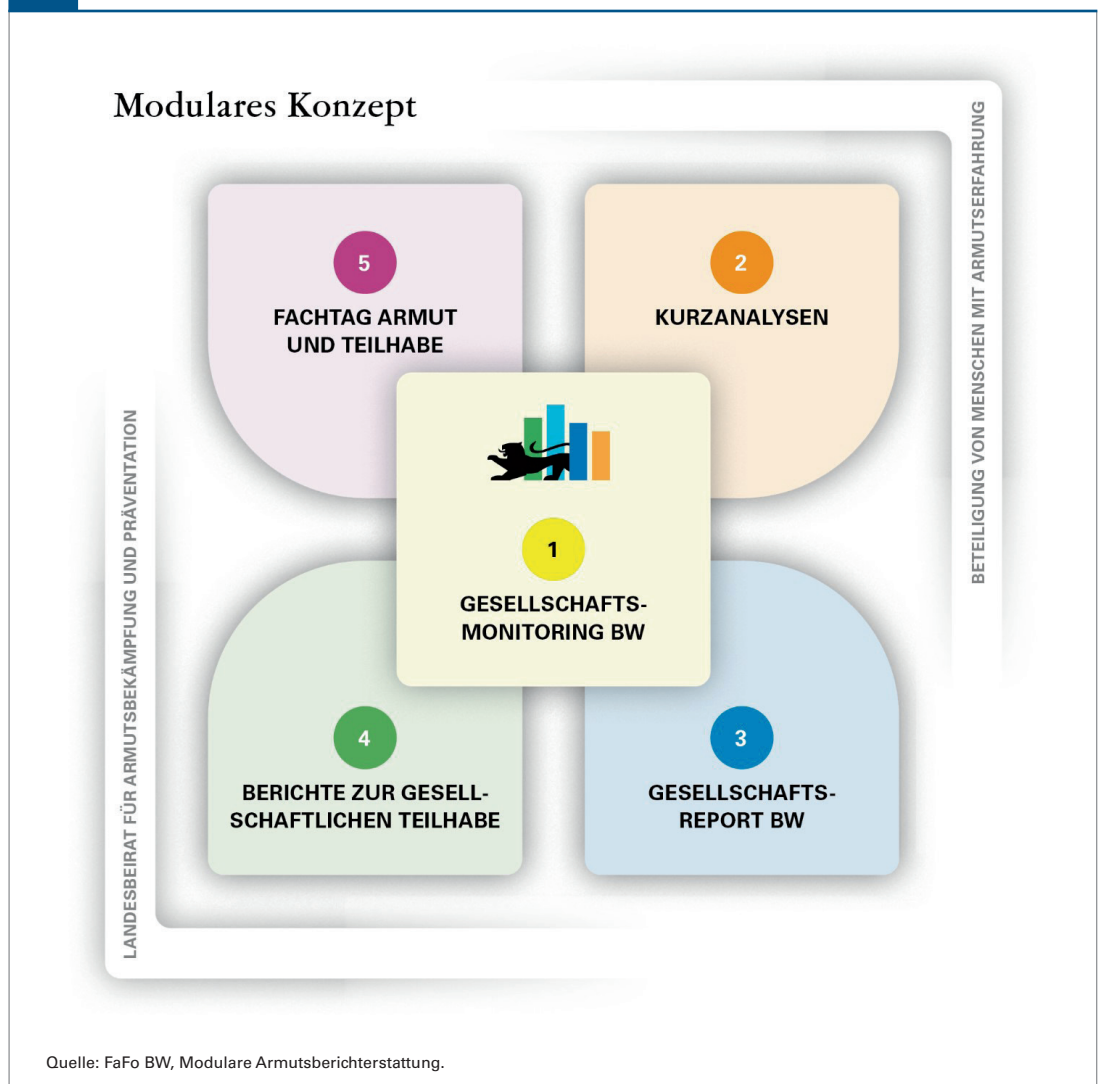 Modulares Konzept
BETEILIGUNG VON MENSCHEN MIT ARMUTSERFAHRUNG
5
FACHTAG ARMUT
UND TEILHABE
2
KURZANALYSEN
1
GESELLSCHAFTS-
MONITORING BW
LANDESBEIRAT FÜR ARMUTSBEKÄMPFUNG UND PRÄVENTATION
4
BERICHTE ZUR GESELL-
SCHAFTLICHEN TEILHABE
3
GESELLSCHAFTS-
REPORT BW
Quelle: FaFo BW, Modulare Armutsberichterstattung.